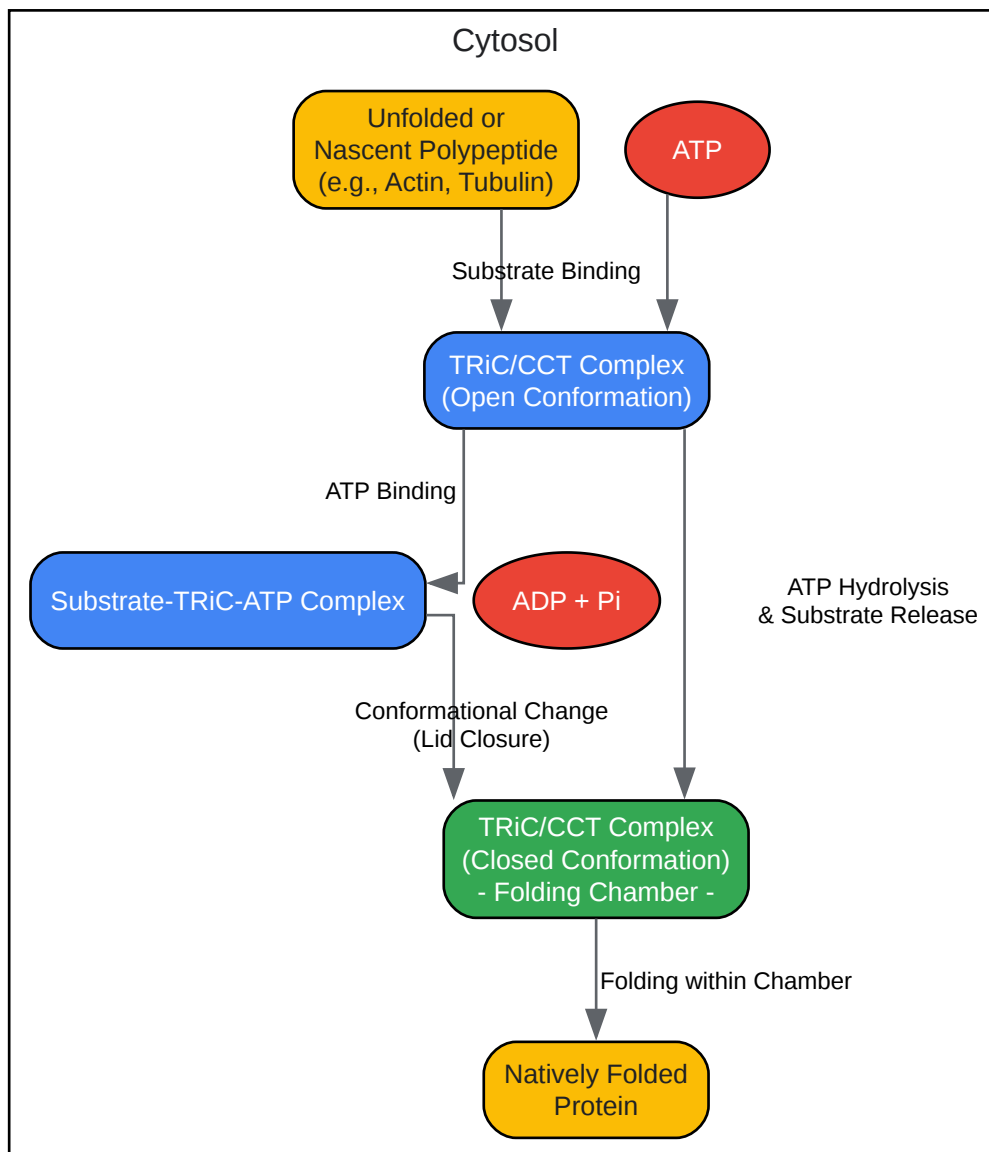 Cytosol
Unfolded or
Nascent Polypeptide
(e.g., Actin, Tubulin)
ATP
Substrate Binding
TRiC/CCT Complex
(Open Conformation)
ATP Binding
Substrate-TRiC-ATP Complex
ADP + Pi
ATP Hydrolysis
& Substrate Release
Conformational Change
(Lid Closure)
TRiC/CCT Complex
(Closed Conformation)
- Folding Chamber -
Folding within Chamber
Natively Folded
Protein